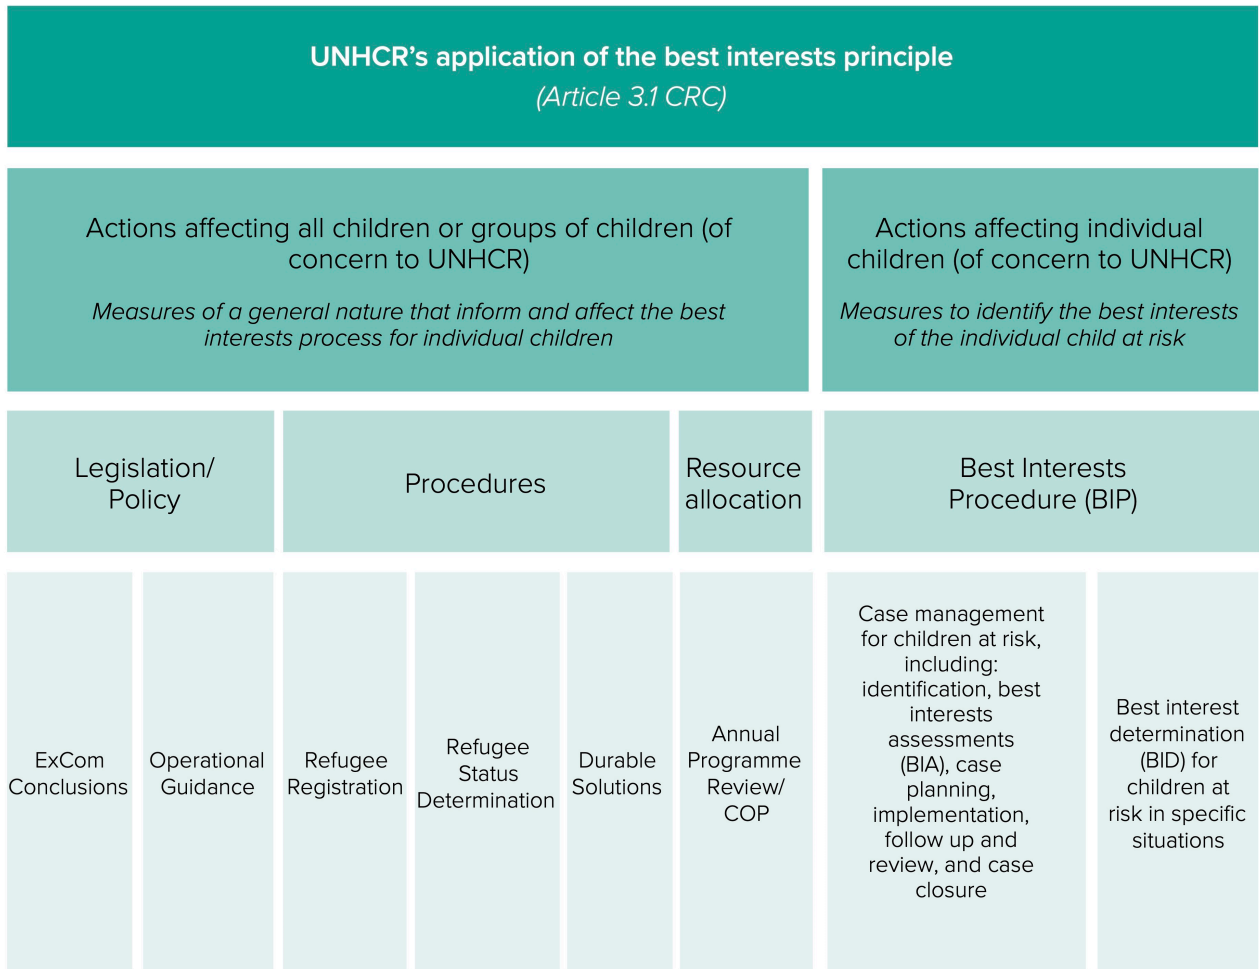 UNHCR’s application of the best interests principle
(Article 3.1 CRC)
Actions affecting all children or groups of children (of
concern to UNHCR)
Measures of a general nature that inform and affect the best
interests process for individual children
Actions affecting individual
children (of concern to UNHCR)
Measures to identify the best interests
of the individual child at risk
Legislation/
Policy
Procedures
Resource
allocation
Best Interests
Procedure (BIP)
ExCom
Conclusions
Operational
Guidance
Refugee
Registration
Refugee
Status
Determination
Durable
Solutions
Annual
Programme
Review/
COP
Case management
for children at risk,
including:
identification, best
interests
assessments
(BIA), case
planning,
implementation,
follow up and
review, and case
closure
Best interest
determination
(BID) for
children at
risk in specific
situations